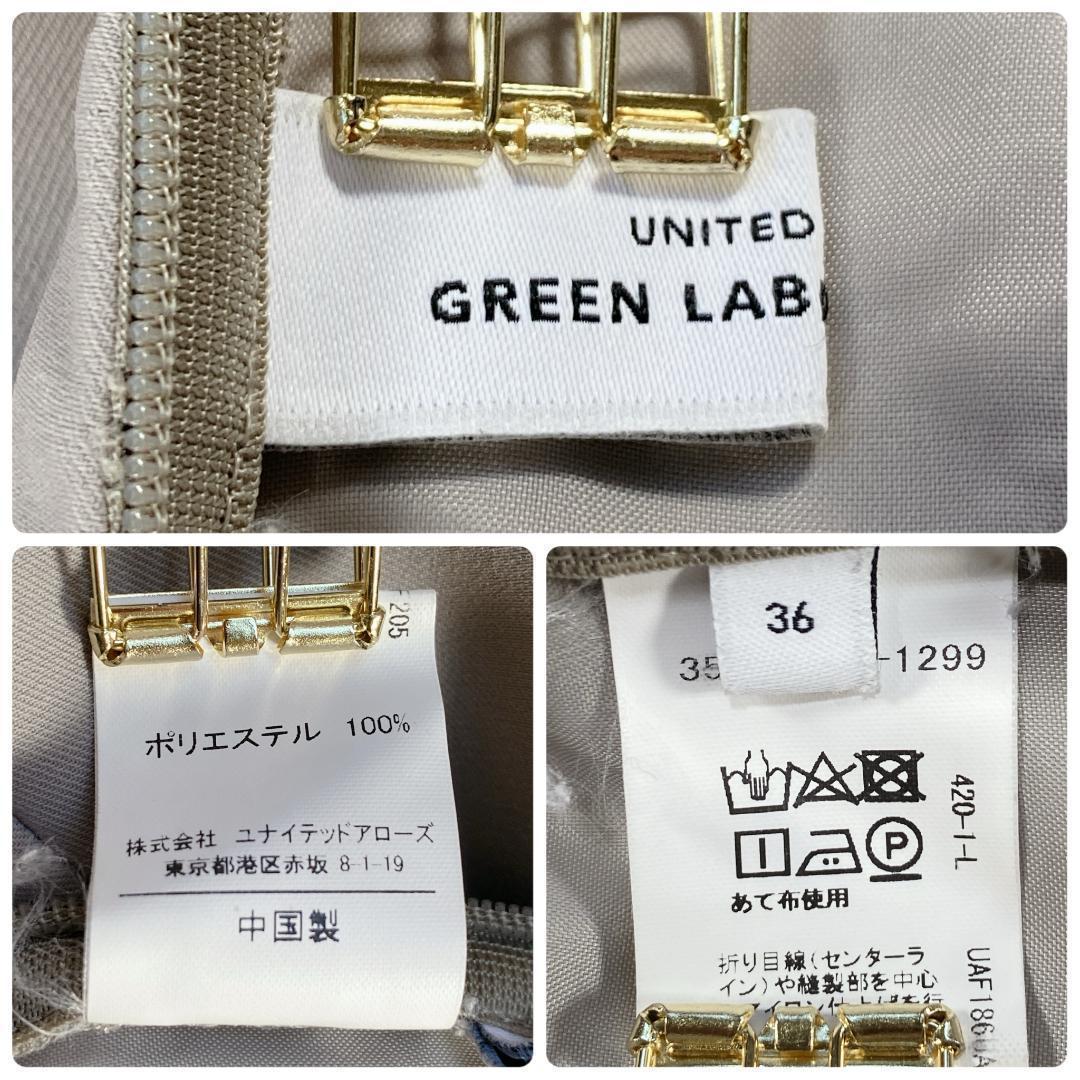 UNITED
GREEN LAB
205
ポリエステル 100%
株式会社 ユナイテッドアローズ
東京都港区赤坂 8-1-19
中国製
36
35 -1299
420-1-L
あて布使用
折り目線(センターラ
イン)や縫製部を中心